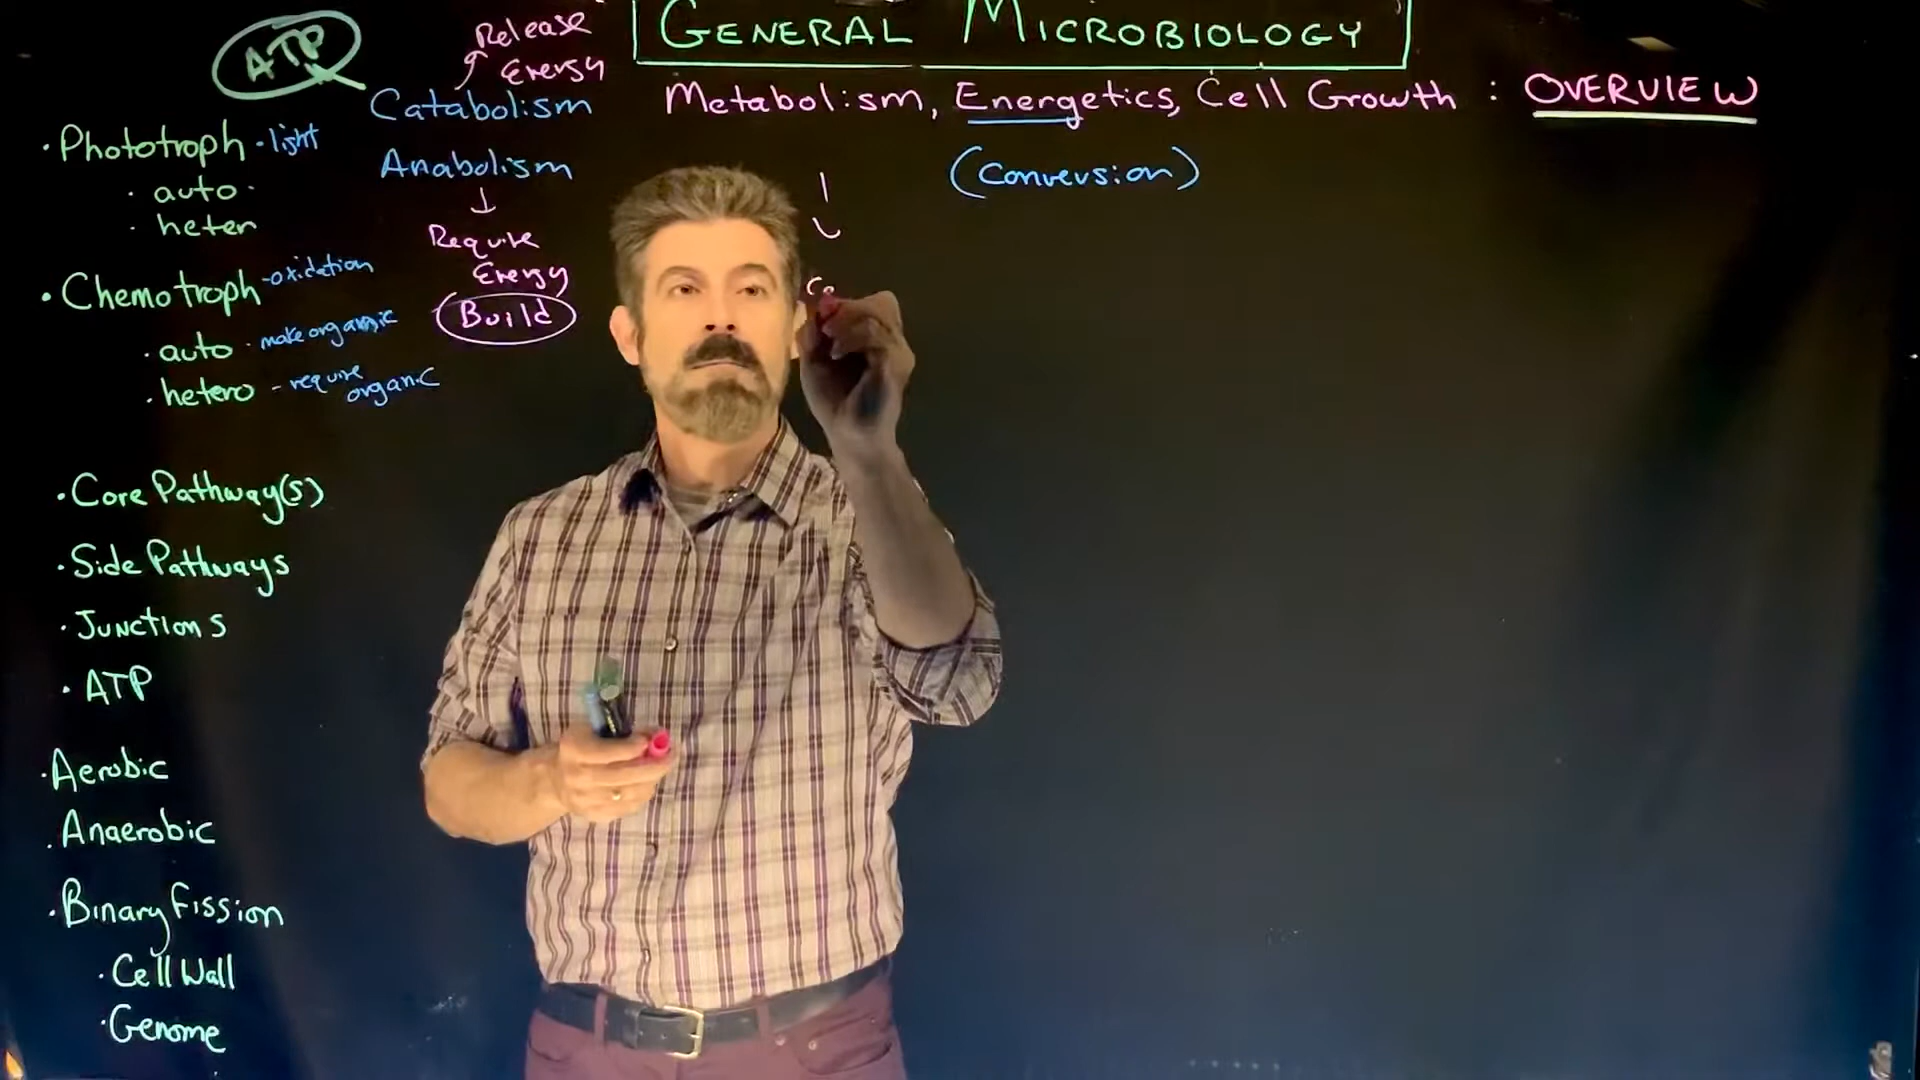 GENERAL MICROBIOLOGY
Metabolism, Energetics, Cell Growth : OVERVIEW
(Conversion)
ATP
Release
Energy
Catabolism
Anabolism
↓
Require
Energy
Build
· Phototroph · light
· auto ·
· heter
· Chemotroph - oxidation
· auto · make organic
· hetero - require
organic
· Core Pathway(s)
· Side Pathways
· Junctions
· ATP
· Aerobic
· Anaerobic
· Binary Fission
· Cell Wall
· Genome